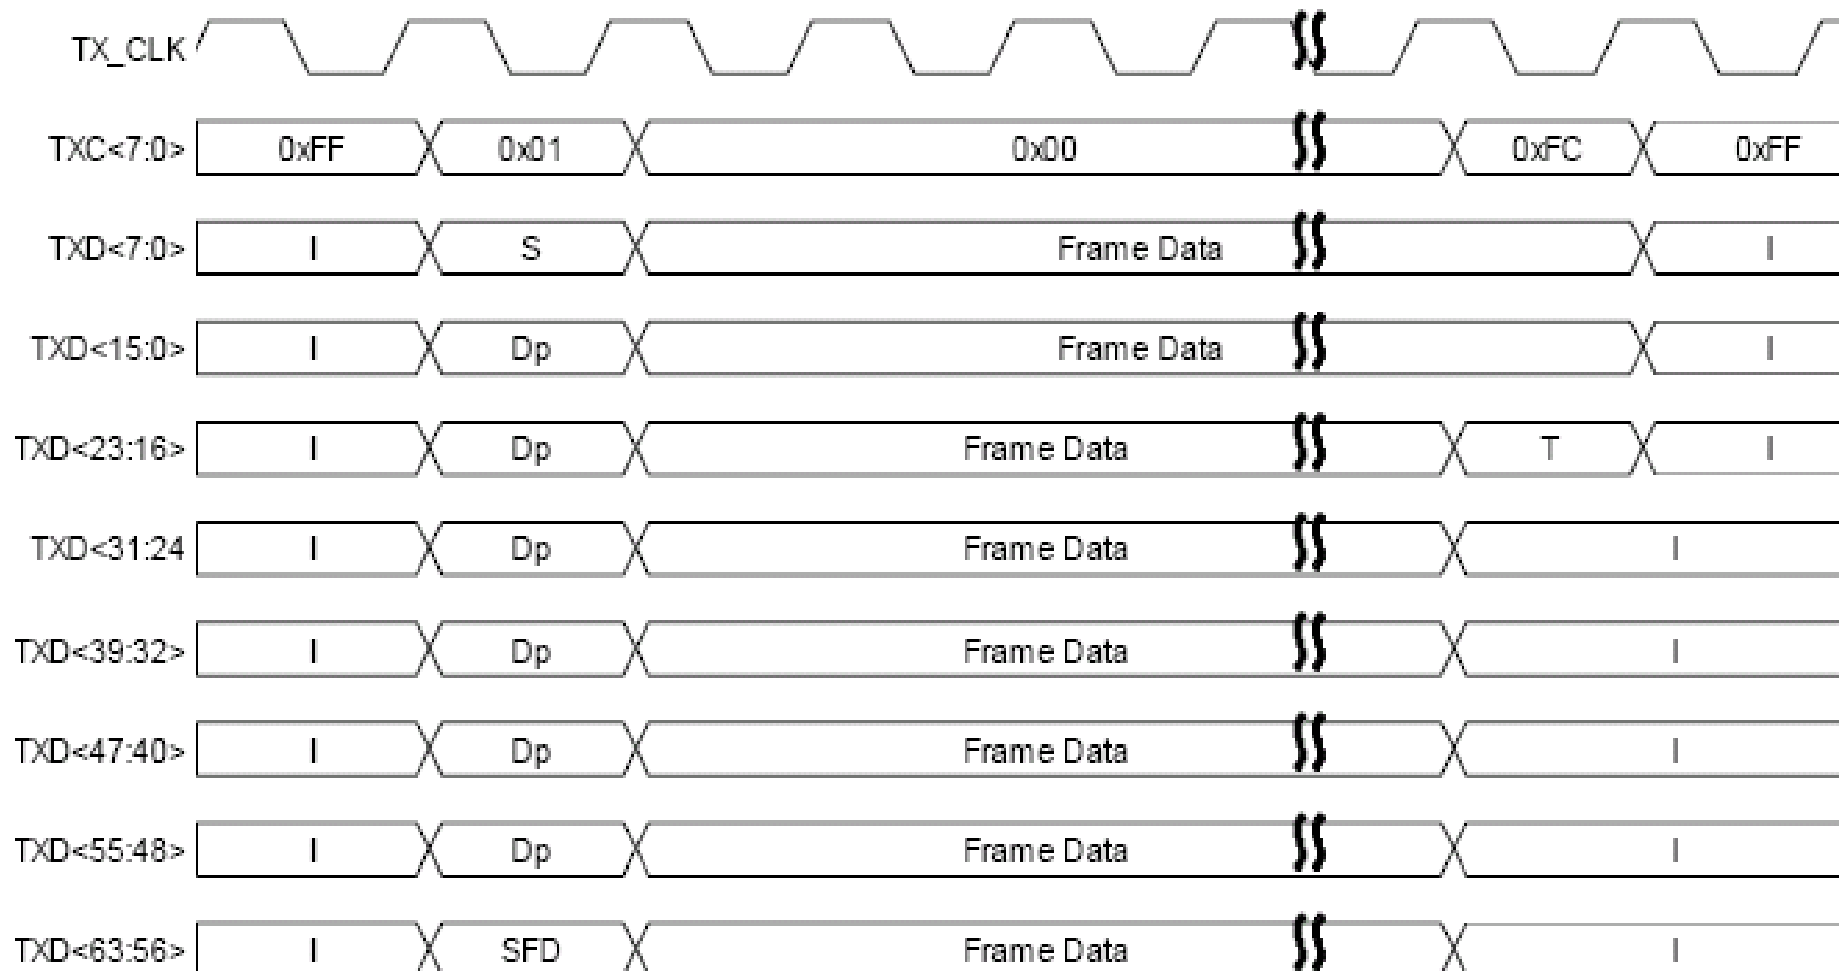 TX_CLK
TXC<7:0> 0xFF 0x01 0x00 0xFC 0xFF
TXD<7:0> I S Frame Data I
TXD<15:0> I Dp Frame Data I
TXD<23:16> I Dp Frame Data T I
TXD<31:24 I Dp Frame Data I
TXD<39:32> I Dp Frame Data I
TXD<47:40> I Dp Frame Data I
TXD<55:48> I Dp Frame Data I
TXD<63:56> I SFD Frame Data I